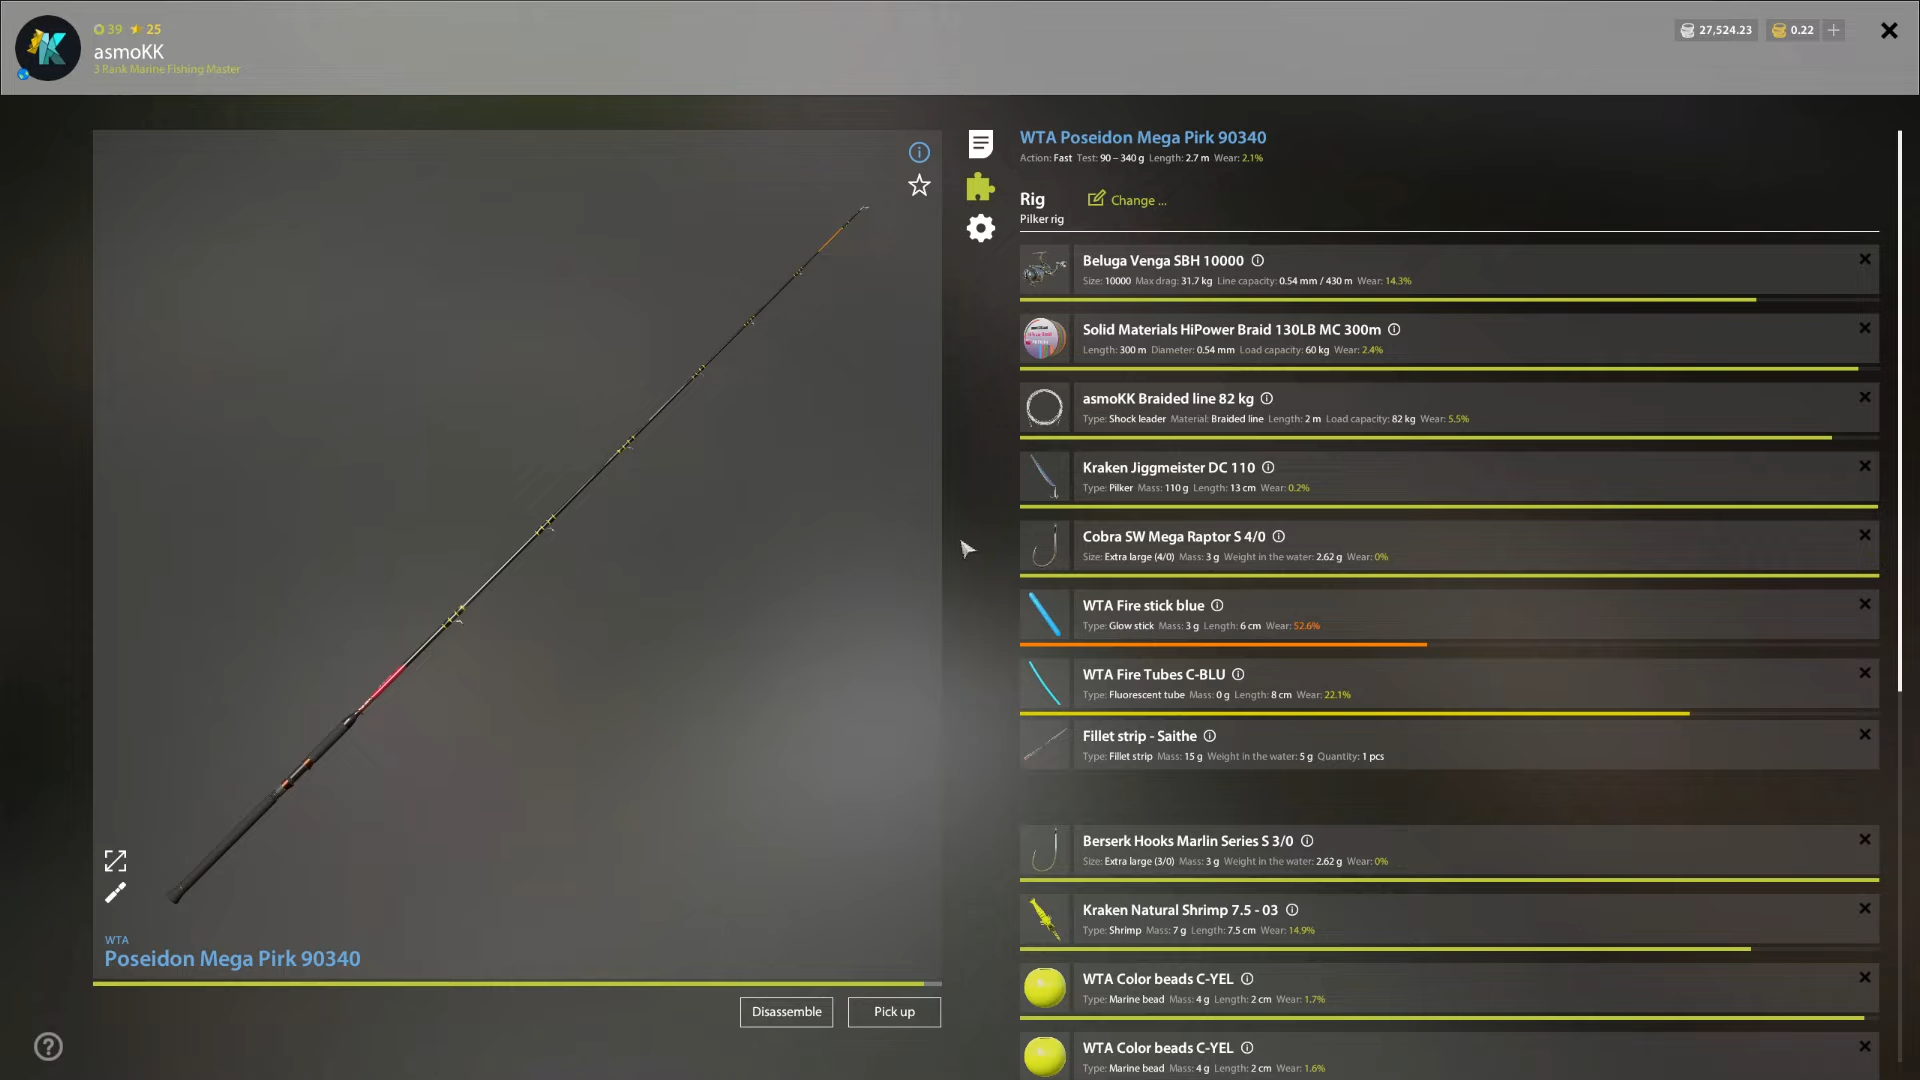 39 25
asmoKK
3 Rank Marine Fishing Master
27,524.23 0.22 +
WTA
Poseidon Mega Pirk 90340
Disassemble Pick up
WTA Poseidon Mega Pirk 90340
Action: Fast Test: 90 – 340 g Length: 2.7 m Wear: 2.1%
Rig Change ...
Pilker rig
Beluga Venga SBH 10000
Size: 10000 Max drag: 31.7 kg Line capacity: 0.54 mm / 430 m Wear: 14.3%
Solid Materials HiPower Braid 130LB MC 300m
Length: 300 m Diameter: 0.54 mm Load capacity: 60 kg Wear: 2.4%
asmoKK Braided line 82 kg
Type: Shock leader Material: Braided line Length: 2 m Load capacity: 82 kg Wear: 5.5%
Kraken Jiggmeister DC 110
Type: Pilker Mass: 110 g Length: 13 cm Wear: 0.2%
Cobra SW Mega Raptor S 4/0
Size: Extra large (4/0) Mass: 3 g Weight in the water: 2.62 g Wear: 0%
WTA Fire stick blue
Type: Glow stick Mass: 3 g Length: 6 cm Wear: 52.6%
WTA Fire Tubes C-BLU
Type: Fluorescent tube Mass: 0 g Length: 8 cm Wear: 22.1%
Fillet strip - Saithe
Type: Fillet strip Mass: 15 g Weight in the water: 5 g Quantity: 1 pcs
Berserk Hooks Marlin Series S 3/0
Size: Extra large (3/0) Mass: 3 g Weight in the water: 2.62 g Wear: 0%
Kraken Natural Shrimp 7.5 - 03
Type: Shrimp Mass: 7 g Length: 7.5 cm Wear: 14.9%
WTA Color beads C-YEL
Type: Marine bead Mass: 4 g Length: 2 cm Wear: 1.7%
WTA Color beads C-YEL
Type: Marine bead Mass: 4 g Length: 2 cm Wear: 1.6%